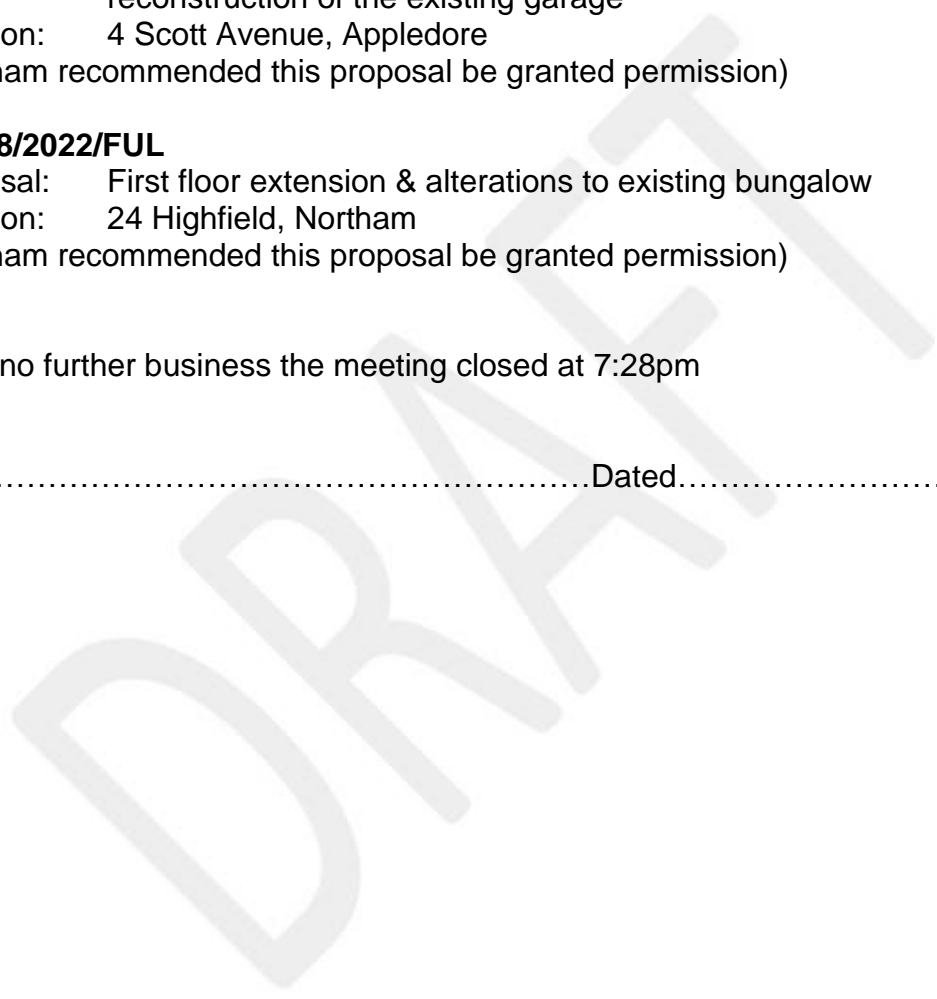 reconstruction of the existing garage
on: 4 Scott Avenue, Appledore
am recommended this proposal be granted permission)
8/2022/FUL
sal: First floor extension & alterations to existing bungalow
on: 24 Highfield, Northam
am recommended this proposal be granted permission)
no further business the meeting closed at 7:28pm
……………………………………………………Dated……………………
DRAFT